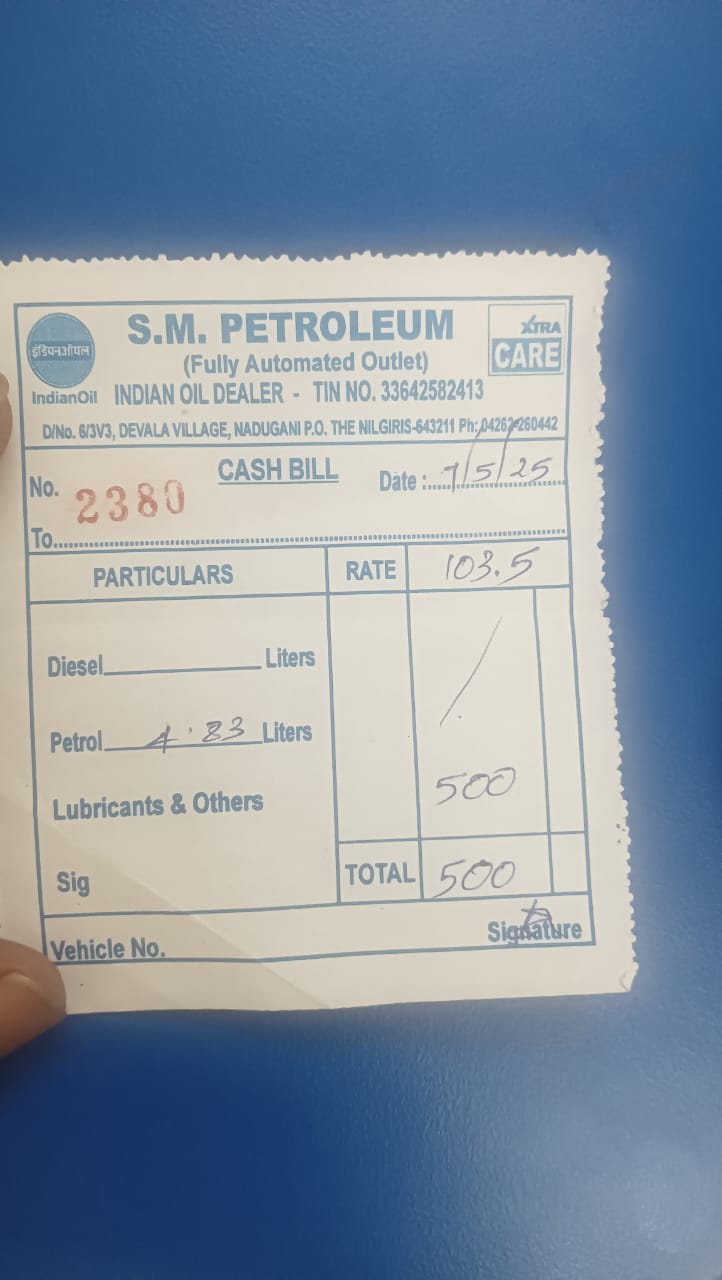 S.M. PETROLEUM
XTRA CARE
इंडियनऑयल
(Fully Automated Outlet)
IndianOil INDIAN OIL DEALER - TIN NO. 33642582413
D/No. 6/3V3, DEVALA VILLAGE, NADUGANI P.O. THE NILGIRIS-643211 Ph: 04262-260442
CASH BILL
No. 2380 Date : 7/5/25
To
PARTICULARS RATE 103.5
Diesel Liters
Petrol 4.83 Liters
Lubricants & Others 500
Sig TOTAL 500
Vehicle No. Signature